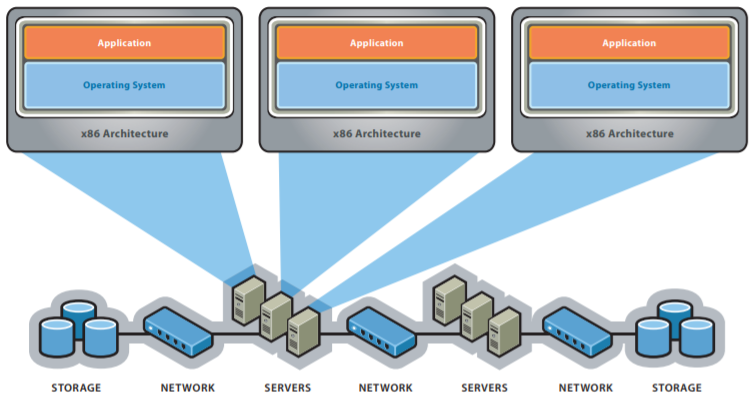 Application
Operating System
x86 Architecture
Application
Operating System
x86 Architecture
Application
Operating System
x86 Architecture
STORAGE
NETWORK
SERVERS
NETWORK
SERVERS
NETWORK
STORAGE